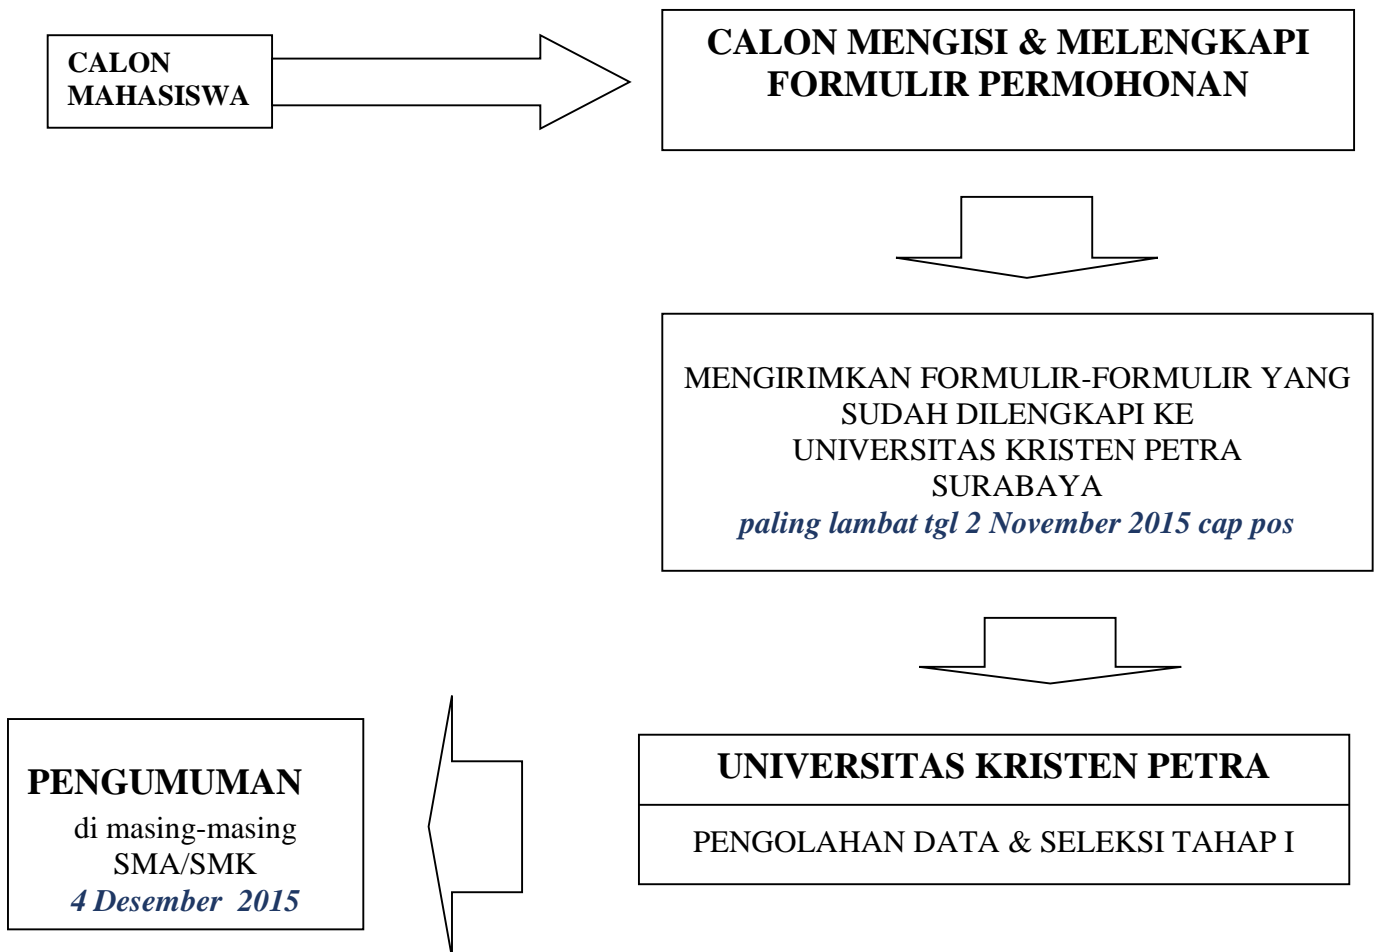 CALON
MAHASISWA
CALON MENGISI & MELENGKAPI
FORMULIR PERMOHONAN
MENGIRIMKAN FORMULIR-FORMULIR YANG
SUDAH DILENGKAPI KE
UNIVERSITAS KRISTEN PETRA
SURABAYA
paling lambat tgl 2 November 2015 cap pos
UNIVERSITAS KRISTEN PETRA
PENGOLAHAN DATA & SELEKSI TAHAP I
PENGUMUMAN
di masing-masing
SMA/SMK
4 Desember 2015